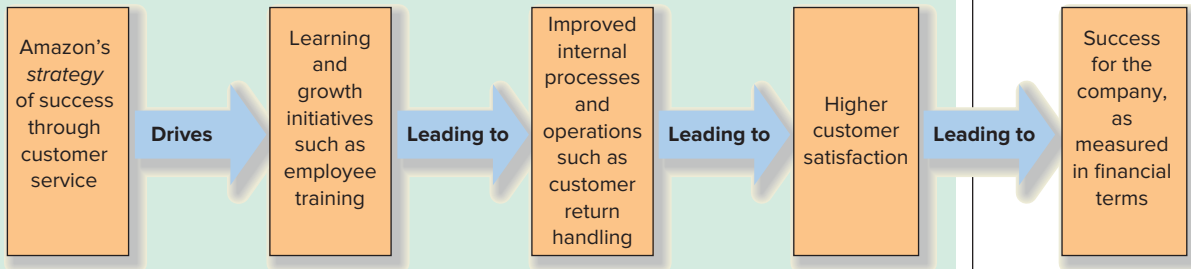 Amazon's
strategy
of success
through
customer
service
Drives
Learning
and
growth
initiatives
such as
employee
training
Leading to
Improved
internal
processes
and
operations
such as
customer
return
handling
Leading to
Higher
customer
satisfaction
Leading to
Success
for the
company,
as
measured
in financial
terms